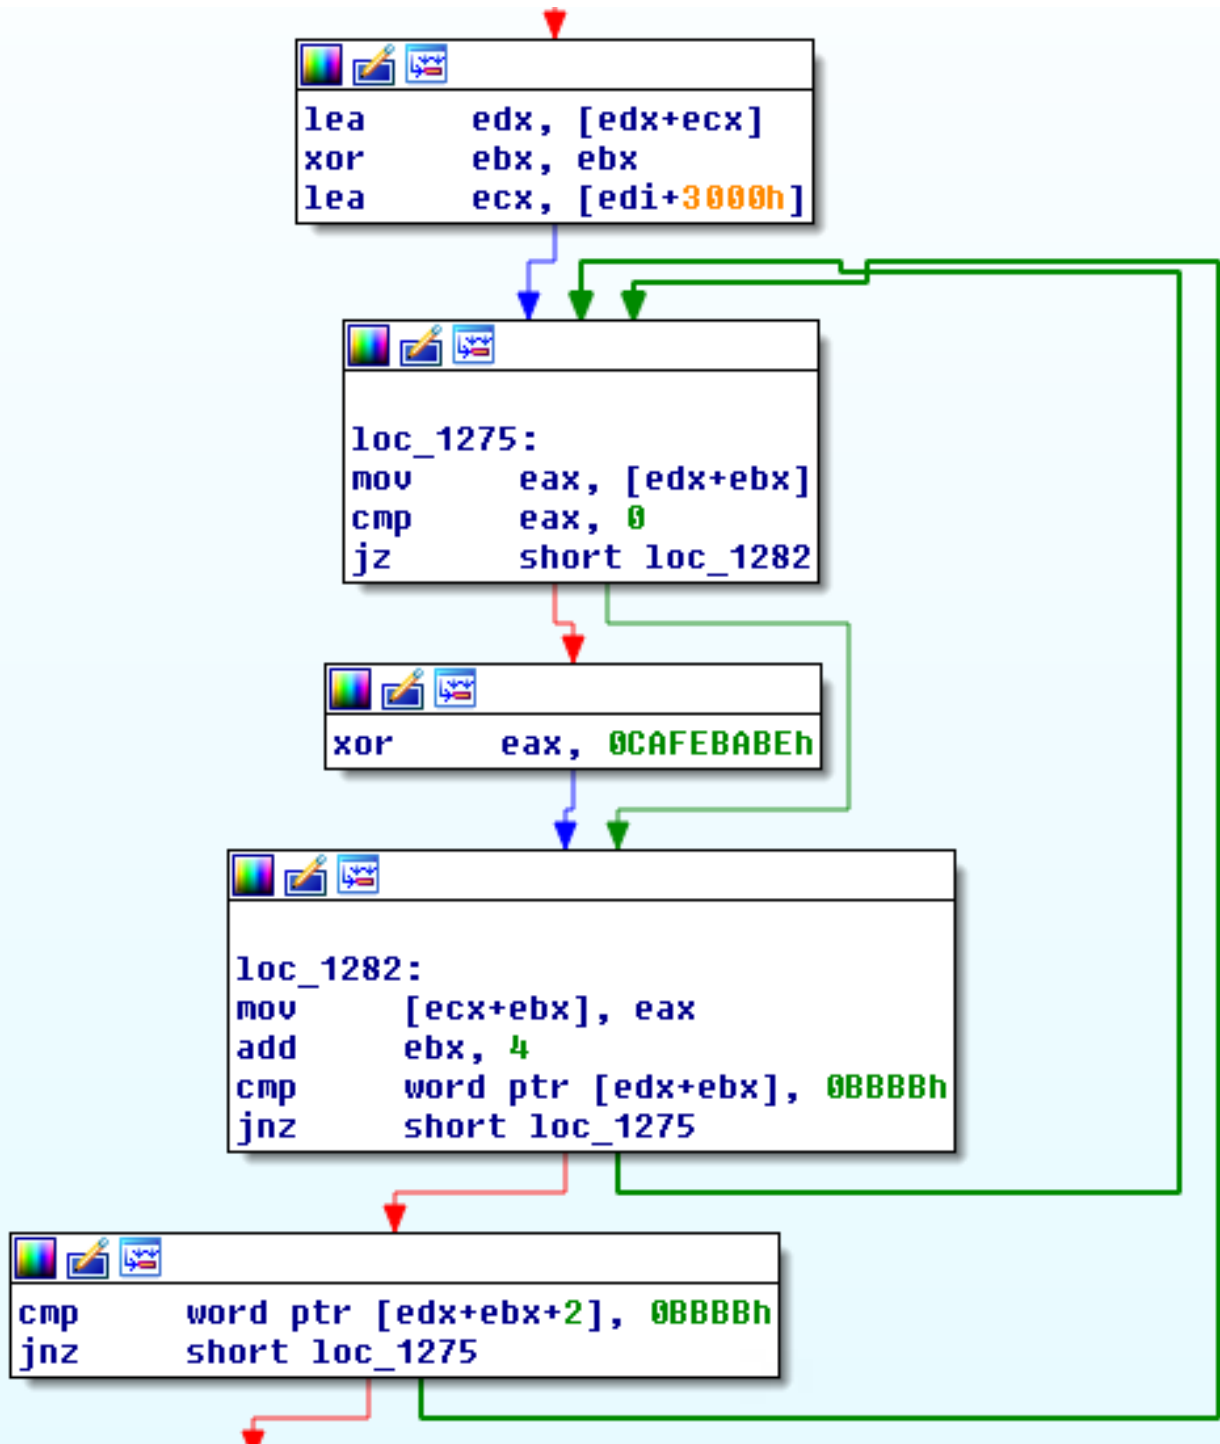 lea edx, [edx+ecx]
xor ebx, ebx
lea ecx, [edi+3000h]
loc_1275:
mov eax, [edx+ebx]
cmp eax, 0
jz short loc_1282
xor eax, 0CAFEBABEh
loc_1282:
mov [ecx+ebx], eax
add ebx, 4
cmp word ptr [edx+ebx], 0BBBBh
jnz short loc_1275
cmp word ptr [edx+ebx+2], 0BBBBh
jnz short loc_1275